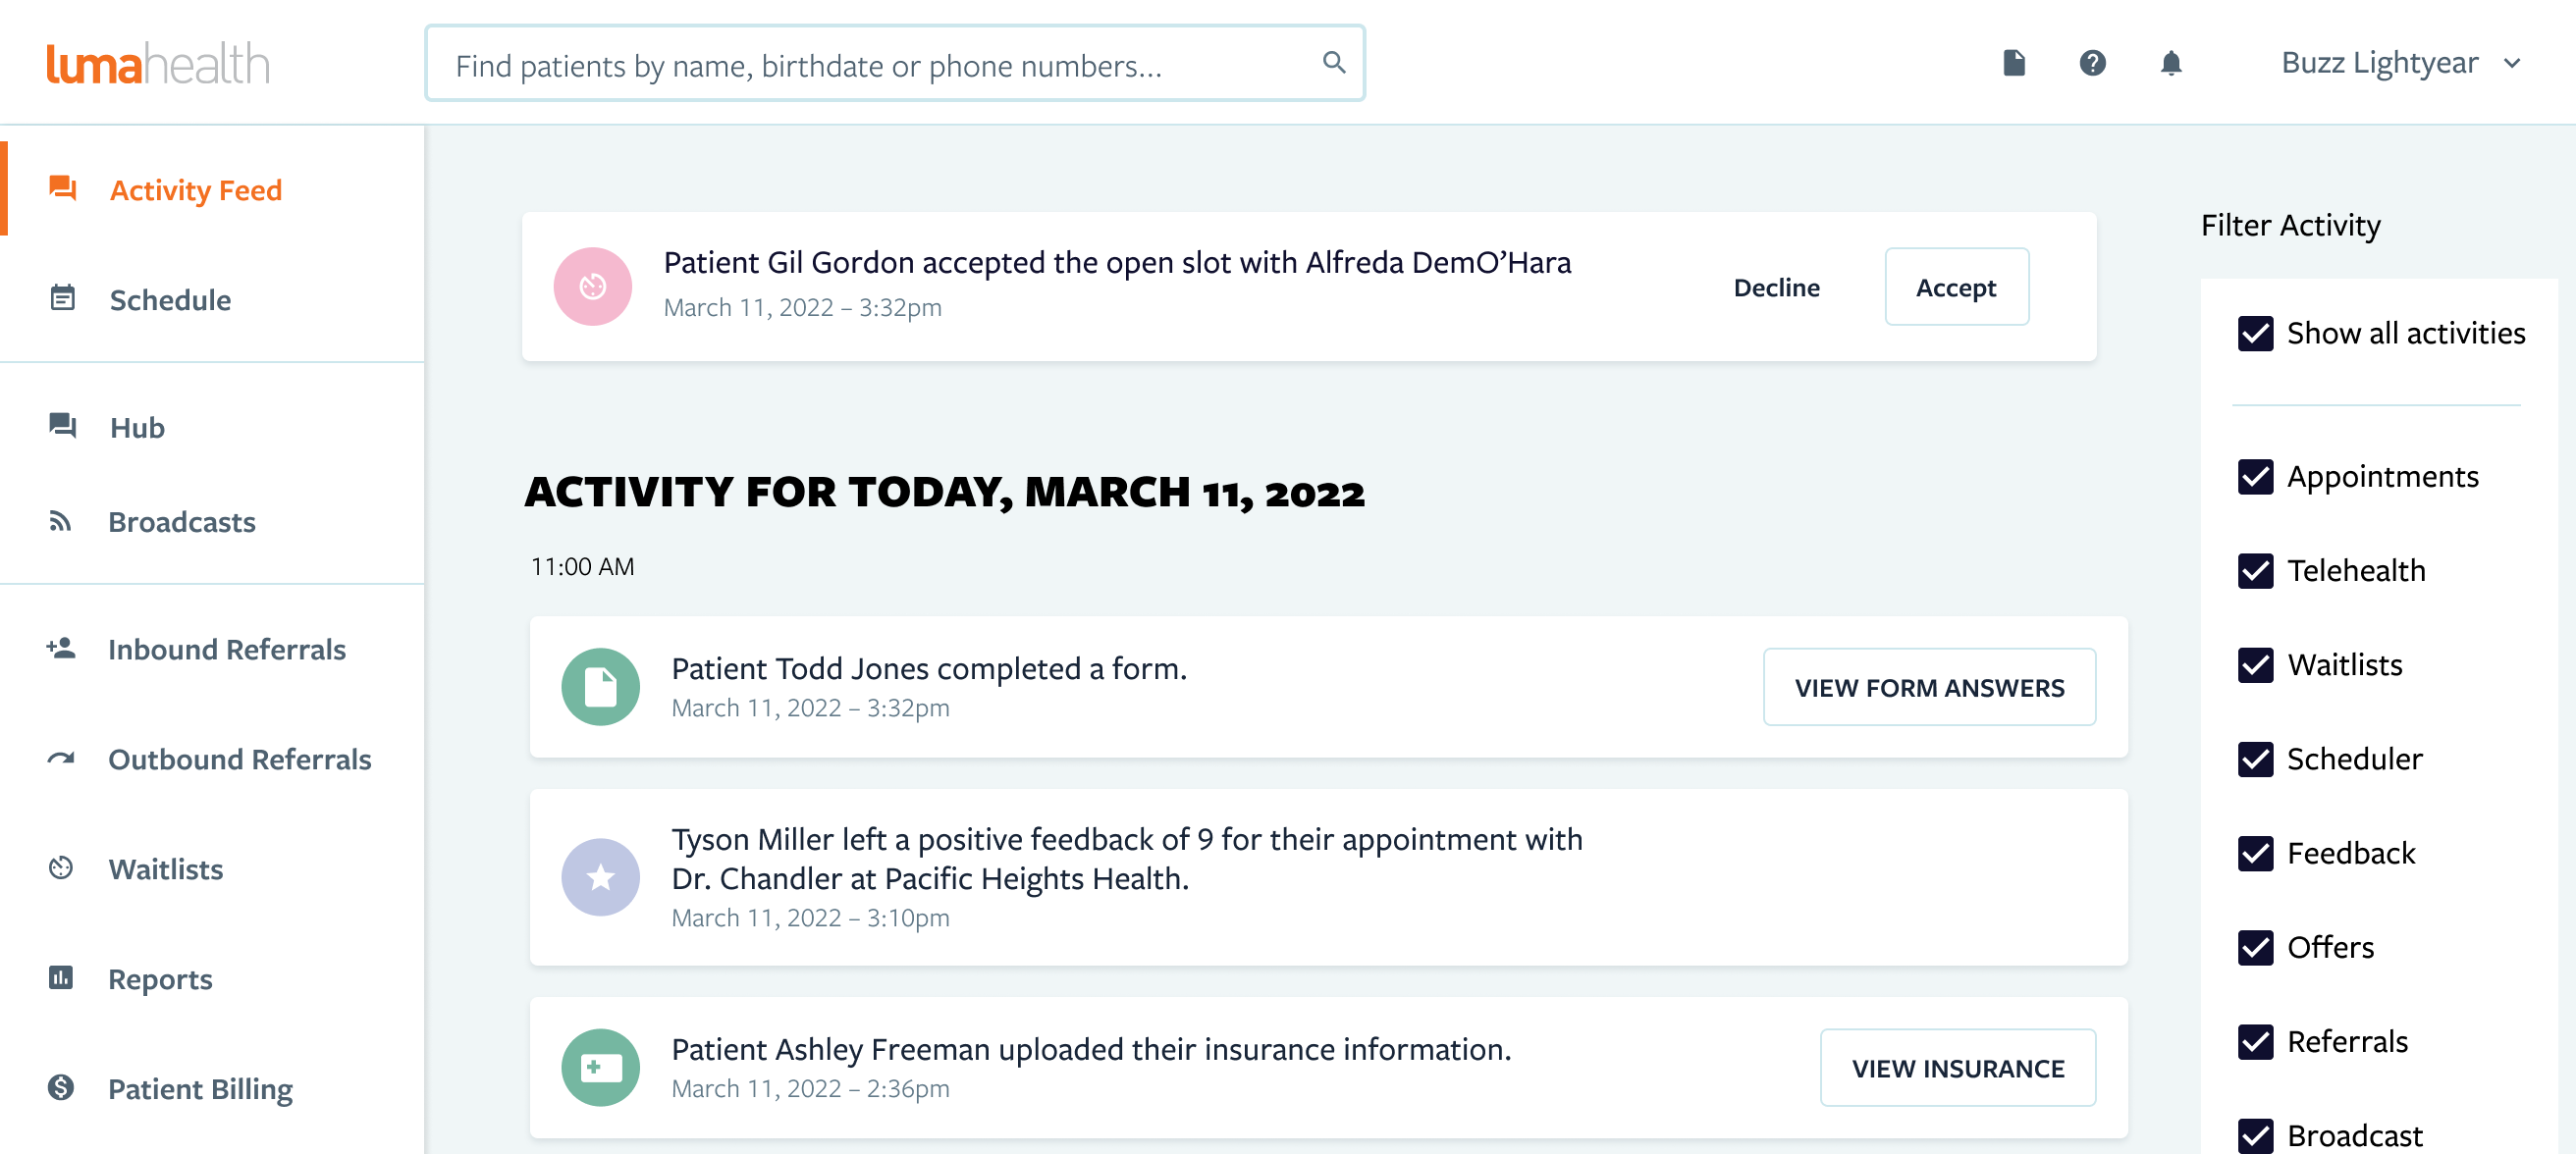 lumahealth
Find patients by name, birthdate or phone numbers...
Buzz Lightyear
Activity Feed
Schedule
Hub
Broadcasts
Inbound Referrals
Outbound Referrals
Waitlists
Reports
Patient Billing
Patient Gil Gordon accepted the open slot with Alfreda DemO’Hara
March 11, 2022 – 3:32pm
Decline
Accept
ACTIVITY FOR TODAY, MARCH 11, 2022
11:00 AM
Patient Todd Jones completed a form.
March 11, 2022 – 3:32pm
VIEW FORM ANSWERS
Tyson Miller left a positive feedback of 9 for their appointment with
Dr. Chandler at Pacific Heights Health.
March 11, 2022 – 3:10pm
Patient Ashley Freeman uploaded their insurance information.
March 11, 2022 – 2:36pm
VIEW INSURANCE
Filter Activity
Show all activities
Appointments
Telehealth
Waitlists
Scheduler
Feedback
Offers
Referrals
Broadcast